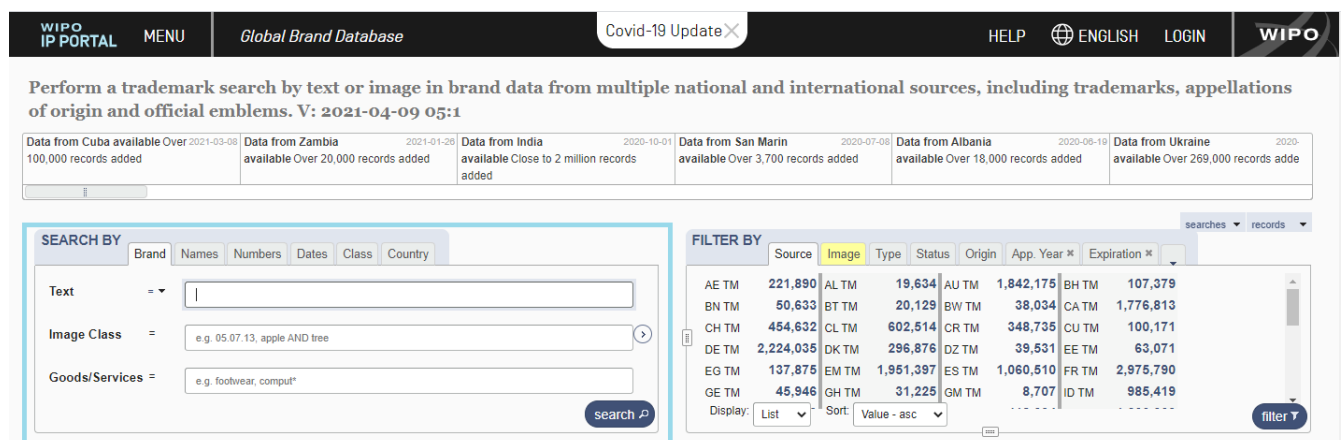 WIPO
IP PORTAL
MENU
Global Brand Database
Covid-19 Update
HELP
ENGLISH
LOGIN
WIPO
Perform a trademark search by text or image in brand data from multiple national and international sources, including trademarks, appellations
of origin and official emblems. V: 2021-04-09 05:1
Data from Cuba available Over 2021-03-08
100,000 records added
Data from Zambia 2021-01-26
available Over 20,000 records added
Data from India 2020-10-01
available Close to 2 million records
added
Data from San Marin 2020-07-08
available Over 3,700 records added
Data from Albania 2020-06-19
available Over 18,000 records added
Data from Ukraine 2020-
available Over 269,000 records adde
searches records
SEARCH BY
Brand Names Numbers Dates Class Country
Text =
Image Class = e.g. 05.07.13, apple AND tree
Goods/Services = e.g. footwear, comput*
search
FILTER BY
Source Image Type Status Origin App. Year Expiration
AE TM 221,890 AL TM 19,634 AU TM 1,842,175 BH TM 107,379
BN TM 50,633 BT TM 20,129 BW TM 38,034 CA TM 1,776,813
CH TM 454,632 CL TM 602,514 CR TM 348,735 CU TM 100,171
DE TM 2,224,035 DK TM 296,876 DZ TM 39,531 EE TM 63,071
EG TM 137,875 EM TM 1,951,397 ES TM 1,060,510 FR TM 2,975,790
GE TM 45,946 GH TM 31,225 GM TM 8,707 ID TM 985,419
Display: List Sort: Value - asc
filter